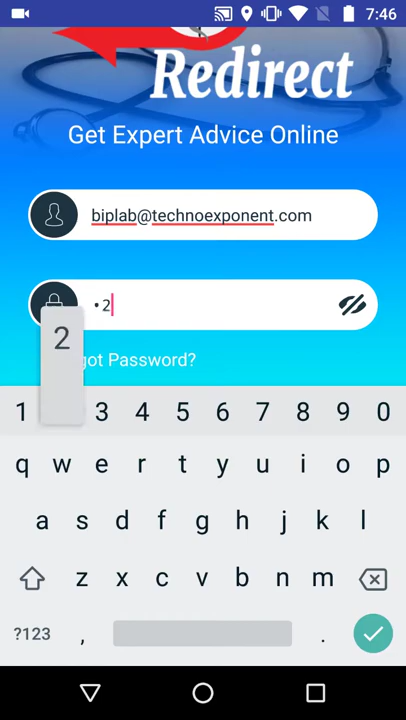 7:46
Redirect
Get Expert Advice Online
biplab@technoexponent.com
•2
2
got Password?
1 3 4 5 6 7 8 9 0
q w e r t y u i o p
a s d f g h j k l
z x c v b n m
?123 , .